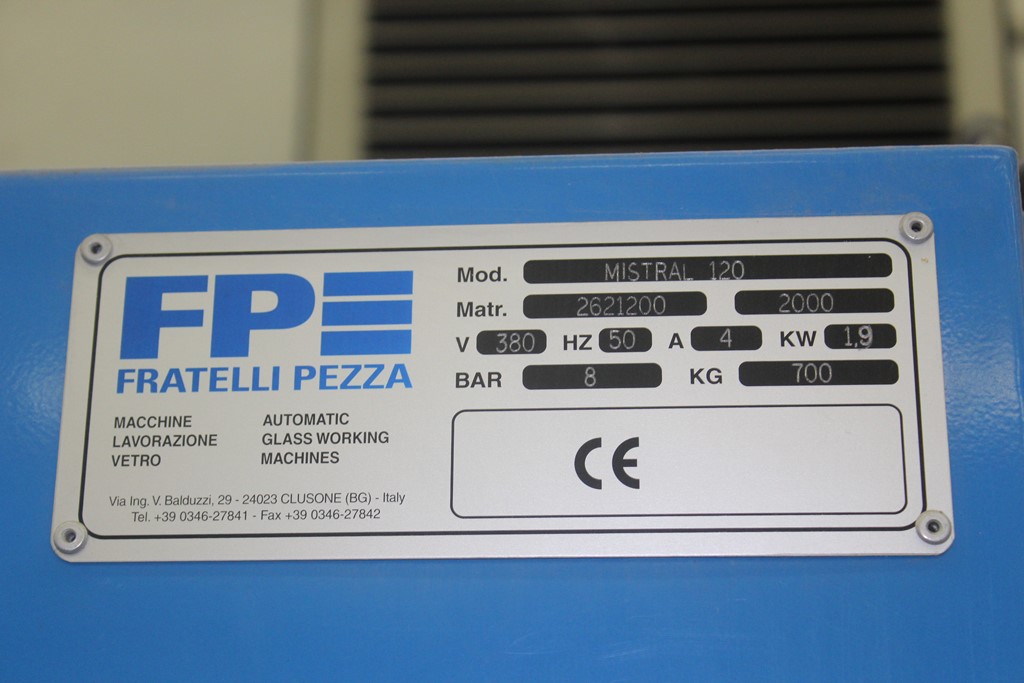 FPE
FRATELLI PEZZA
MACCHINE
LAVORAZIONE
VETRO
AUTOMATIC
GLASS WORKING
MACHINES
Via Ing. V. Balduzzi, 29 - 24023 CLUSONE (BG) - Italy
Tel. +39 0346-27841 - Fax +39 0346-27842
Mod. MISTRAL 120
Matr. 2621200 2000
V 380 HZ 50 A 4 KW 1,9
BAR 8 KG 700
CE